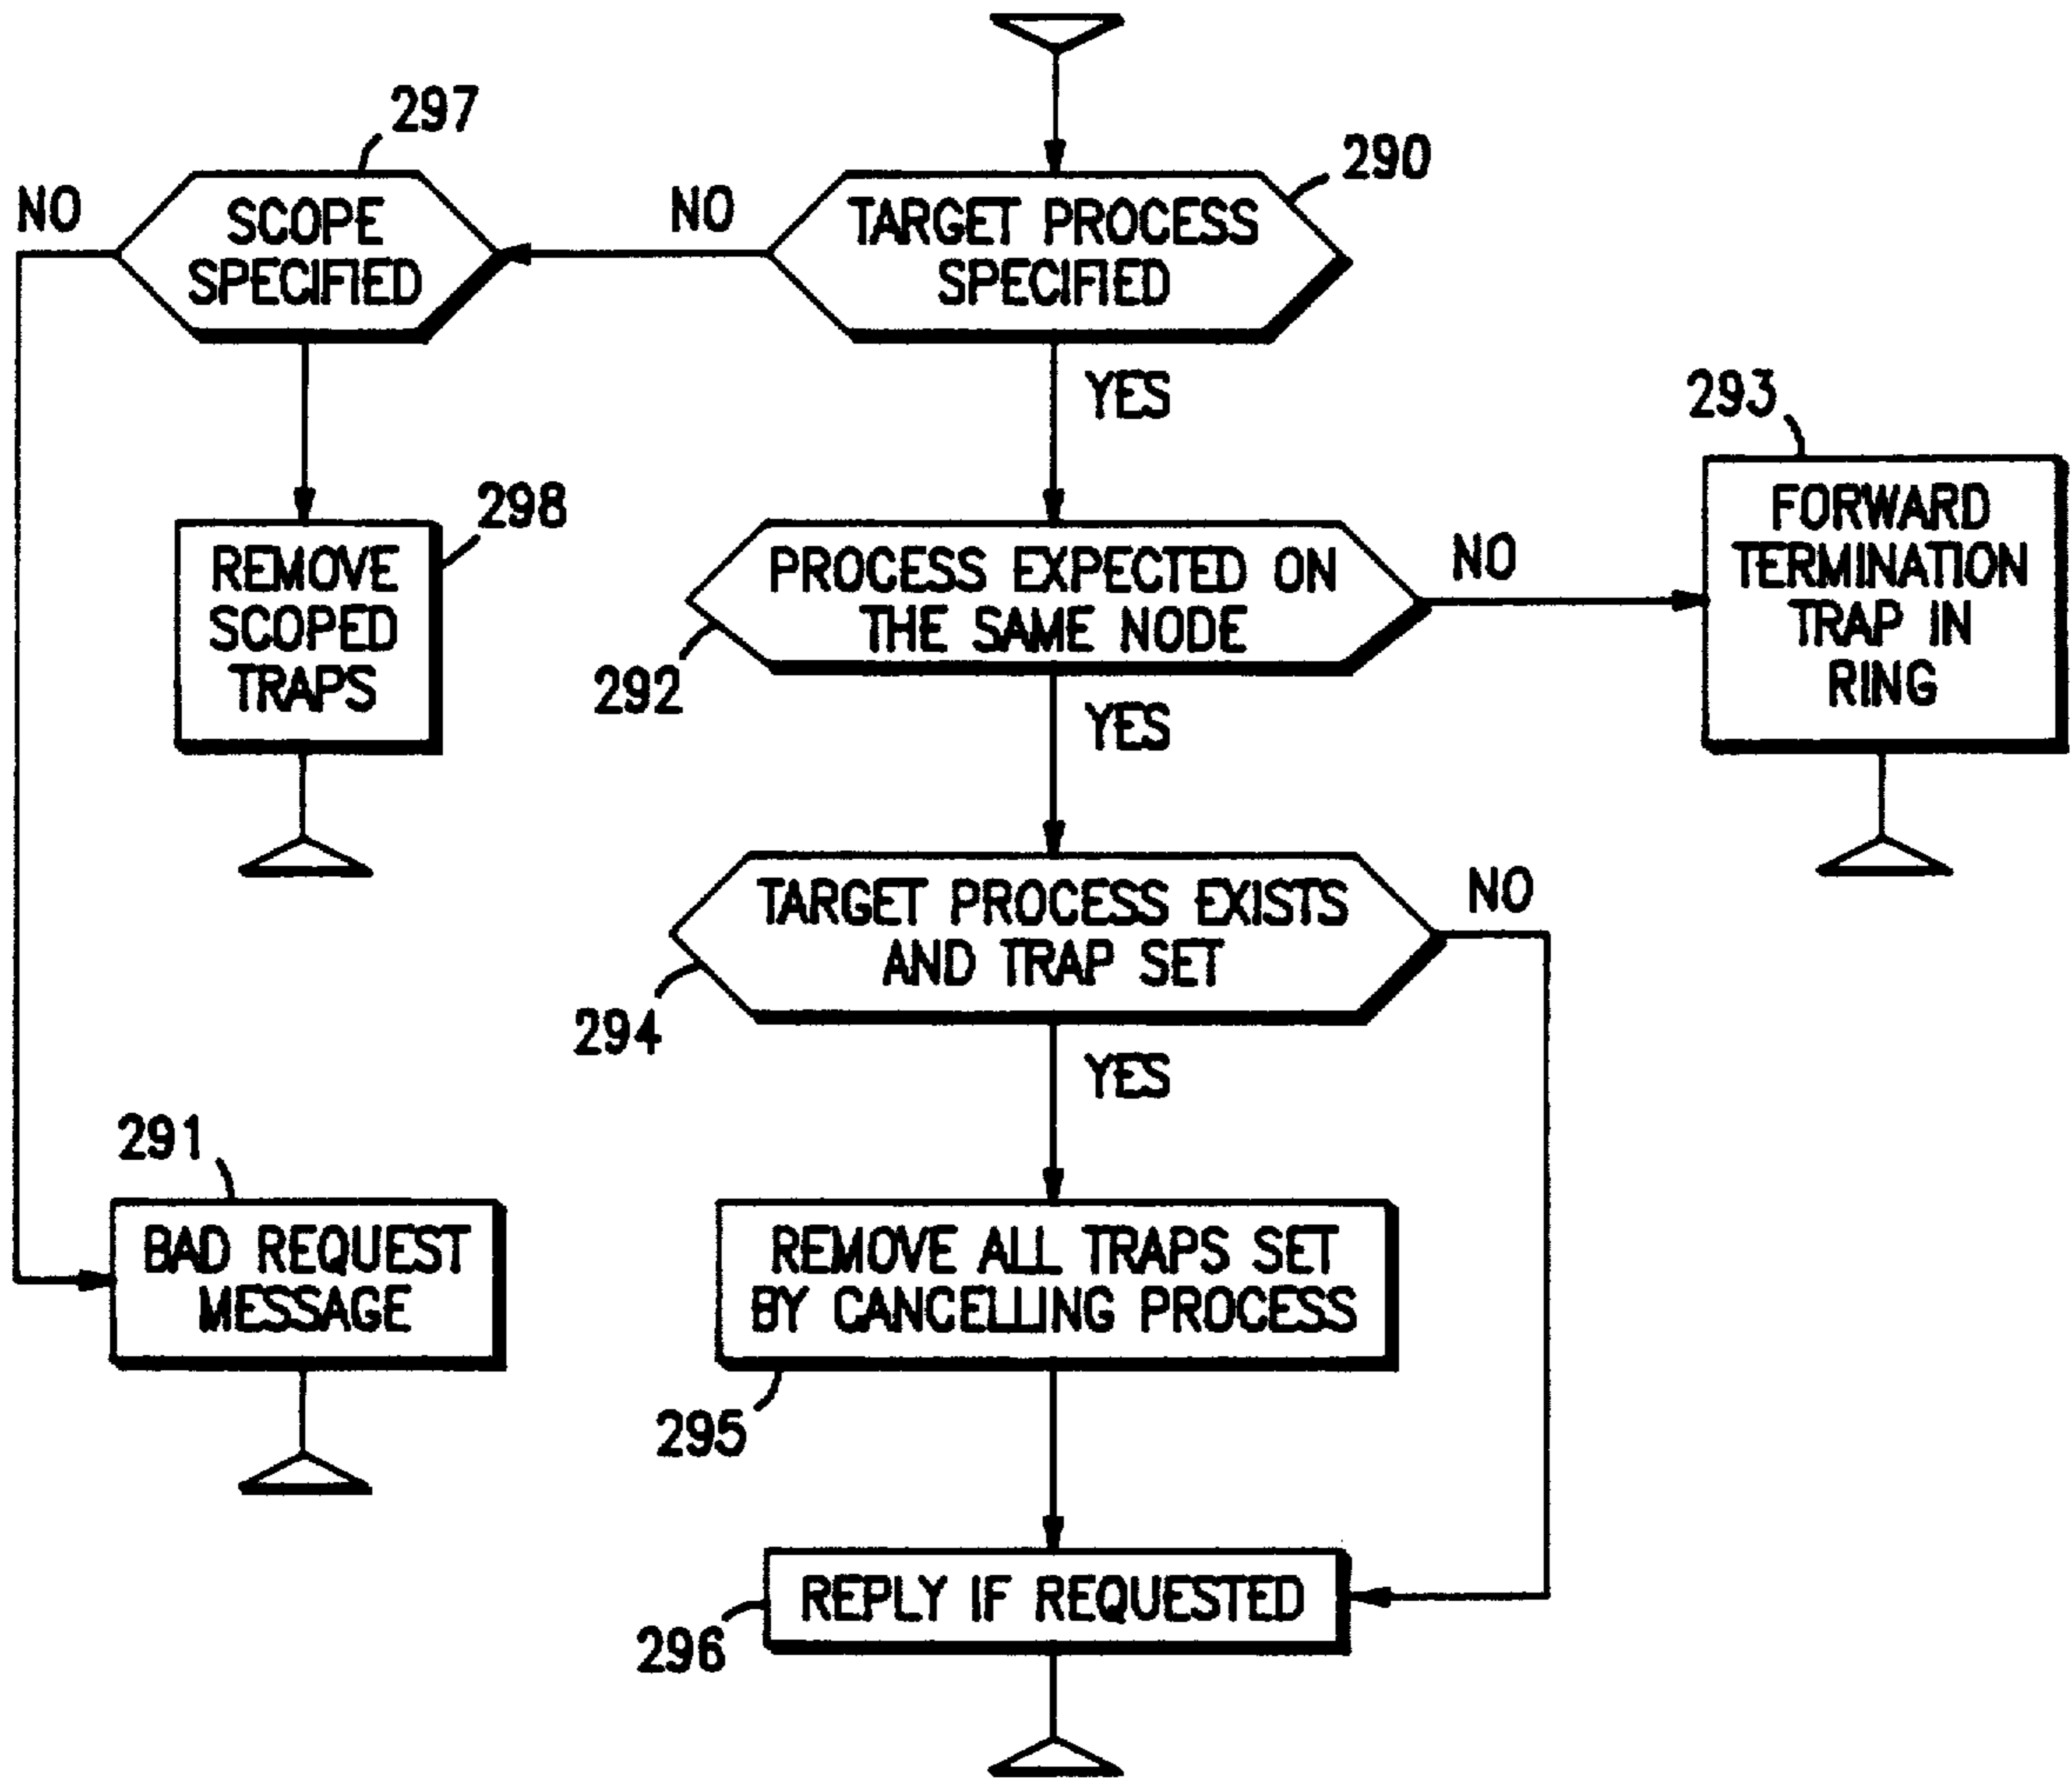 297
290
NO
SCOPE
SPECIFIED
NO
TARGET PROCESS
SPECIFIED
YES
293
FORWARD
TERMINATION
TRAP IN
RING
298
REMOVE
SCOPED
TRAPS
PROCESS EXPECTED ON
THE SAME NODE
NO
292
YES
TARGET PROCESS EXISTS
AND TRAP SET
NO
294
YES
291
BAD REQUEST
MESSAGE
REMOVE ALL TRAPS SET
BY CANCELLING PROCESS
295
REPLY IF REQUESTED
296